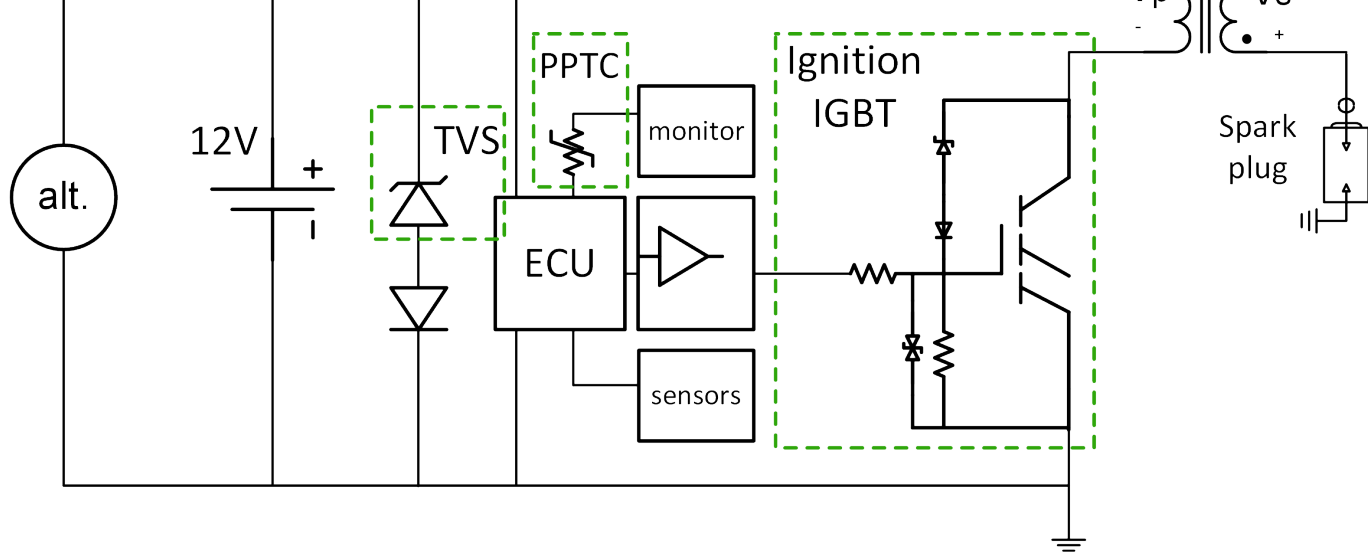 alt.
12V
+
TVS
PPTC
monitor
ECU
sensors
Ignition
IGBT
-
+
Spark
plug